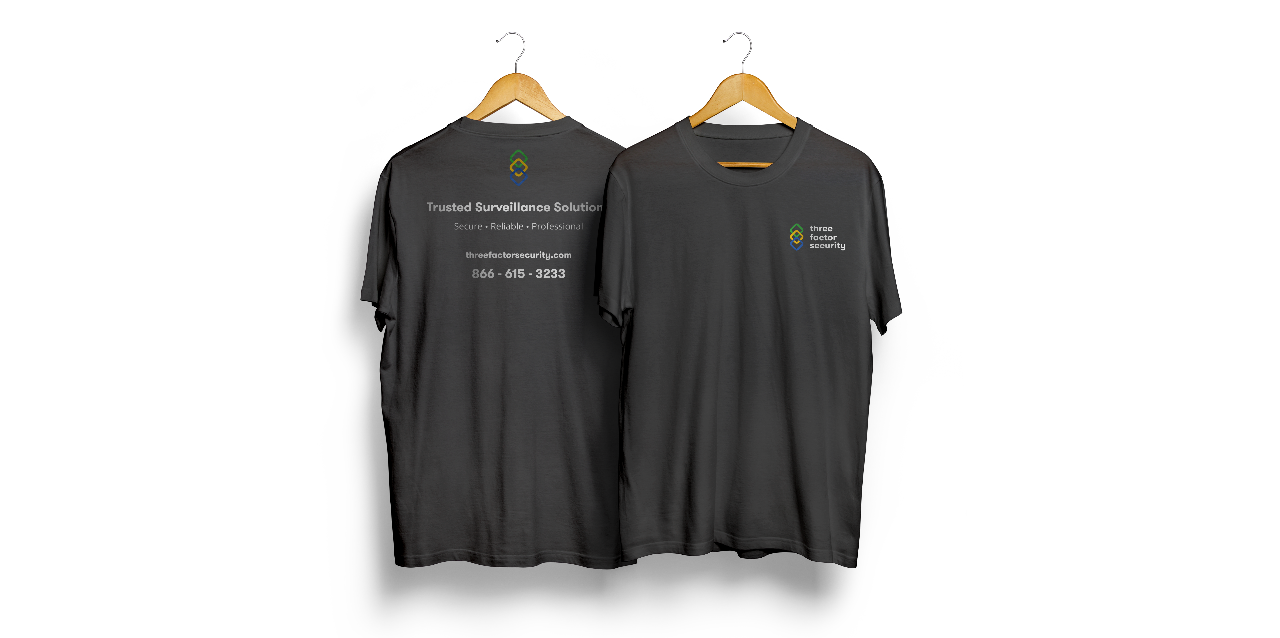 Trusted Surveillance Solution
Secure • Reliable • Professional
threefactorsecurity.com
866 - 615 - 3233
three
factor
security